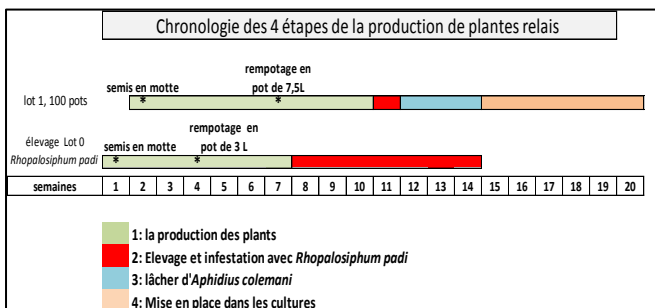 Chronologie des 4 étapes de la production de plantes relais
rempotage en
semis en motte pot de 7,5L
lot 1, 100 pots * *
rempotage en
élevage Lot 0 semis en motte pot de 3 L
Rhopalosiphum padi * *
semaines 1 2 3 4 5 6 7 8 9 10 11 12 13 14 15 16 17 18 19 20
1: la production des plants
2: Elevage et infestation avec Rhopalosiphum padi
3: lâcher d'Aphidius colemani
4: Mise en place dans les cultures